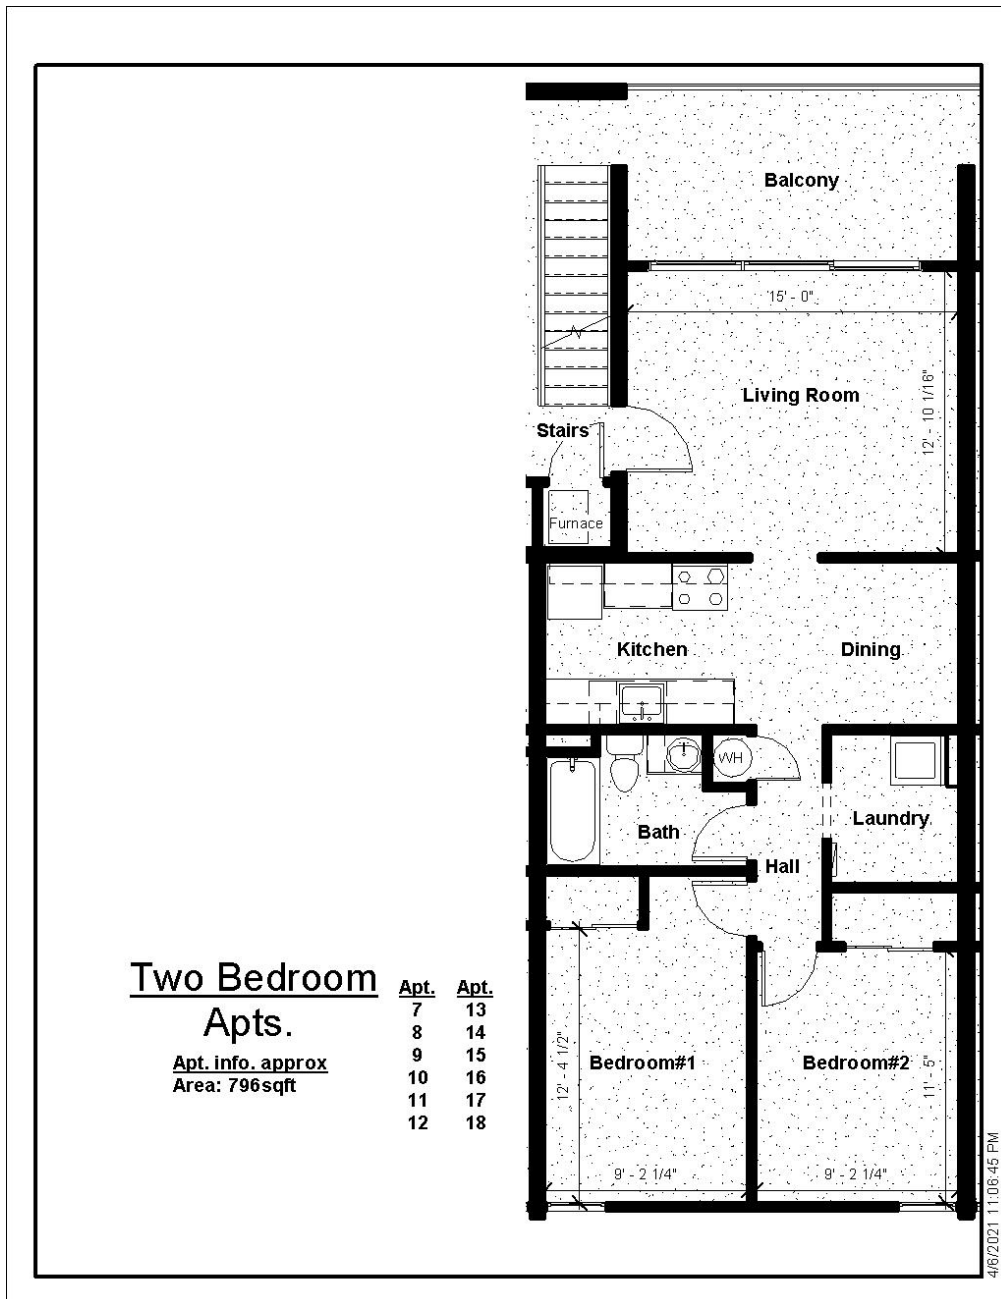 Balcony
15' - 0"
Living Room
12' - 10 1/16"
Stairs
Furnace
Kitchen
Dining
WH
Laundry
Bath
Hall
Two Bedroom
Apts.
Apt. info. approx
Area: 796sqft
Apt. Apt.
7 13
8 14
9 15
10 16
11 17
12 18
Bedroom#1
12' - 4 1/2"
Bedroom#2
11' - 5"
9' - 2 1/4"
9' - 2 1/4"
4/6/2021 11:06:45 PM